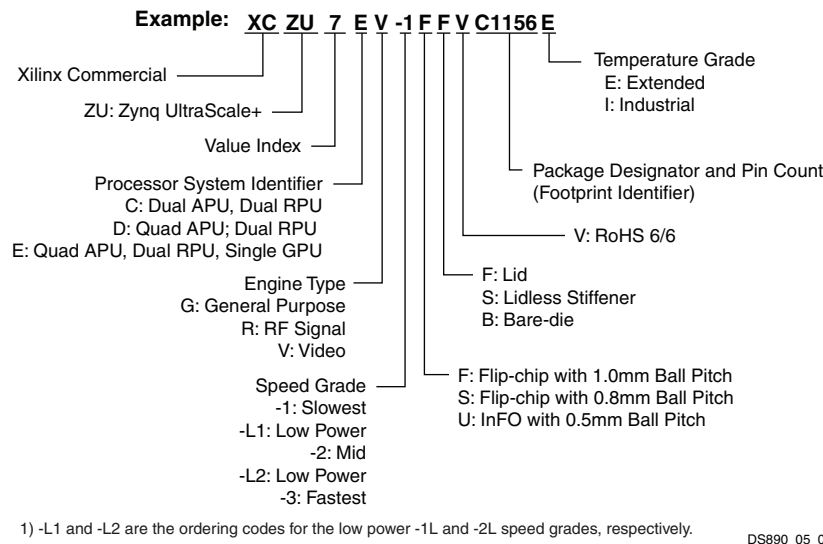 Example: XC ZU 7 E V -1 F F V C1156 E
Xilinx Commercial
ZU: Zynq UltraScale+
Value Index
Processor System Identifier
C: Dual APU, Dual RPU
D: Quad APU; Dual RPU
E: Quad APU, Dual RPU, Single GPU
Engine Type
G: General Purpose
R: RF Signal
V: Video
Speed Grade
-1: Slowest
-L1: Low Power
-2: Mid
-L2: Low Power
-3: Fastest
Temperature Grade
E: Extended
I: Industrial
Package Designator and Pin Count
(Footprint Identifier)
V: RoHS 6/6
F: Lid
S: Lidless Stiffener
B: Bare-die
F: Flip-chip with 1.0mm Ball Pitch
S: Flip-chip with 0.8mm Ball Pitch
U: InFO with 0.5mm Ball Pitch
1) -L1 and -L2 are the ordering codes for the low power -1L and -2L speed grades, respectively.